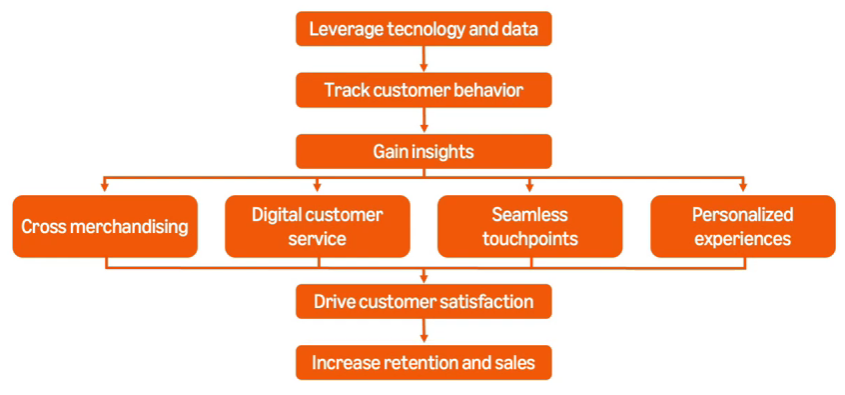 Leverage tecnology and data
Track customer behavior
Gain insights
Cross merchandising
Digital customer
service
Seamless
touchpoints
Personalized
experiences
Drive customer satisfaction
Increase retention and sales